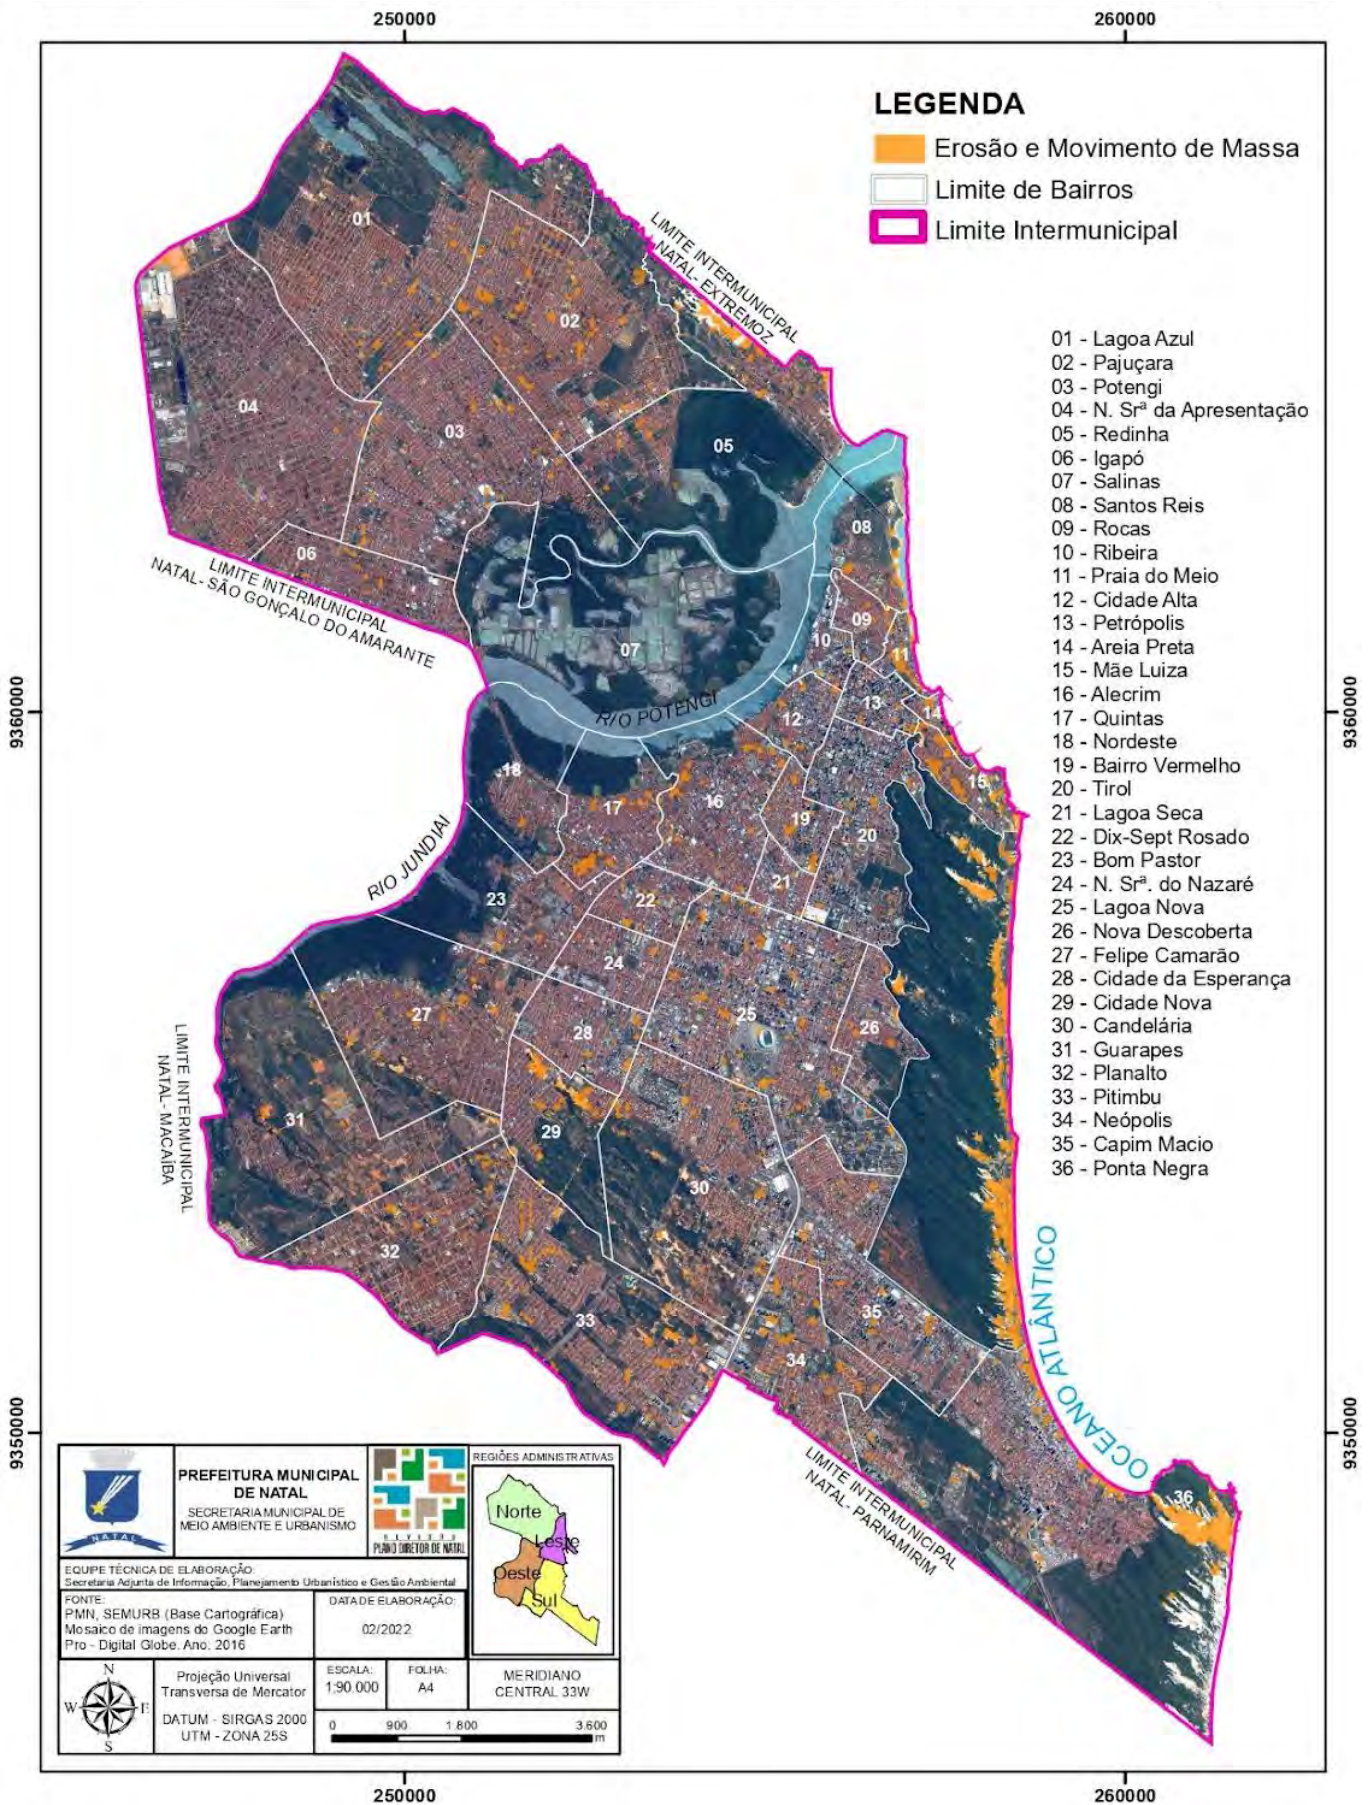 250000
260000
LEGENDA
Erosão e Movimento de Massa
Limite de Bairros
Limite Intermunicipal
01 - Lagoa Azul
02 - Pajuçara
03 - Potengi
04 - N. Srª da Apresentação
05 - Redinha
06 - Igapó
07 - Salinas
08 - Santos Reis
09 - Rocas
10 - Ribeira
11 - Praia do Meio
12 - Cidade Alta
13 - Petrópolis
14 - Areia Preta
15 - Mãe Luiza
16 - Alecrim
17 - Quintas
18 - Nordeste
19 - Bairro Vermelho
20 - Tirol
21 - Lagoa Seca
22 - Dix-Sept Rosado
23 - Bom Pastor
24 - N. Srª. do Nazaré
25 - Lagoa Nova
26 - Nova Descoberta
27 - Felipe Camarão
28 - Cidade da Esperança
29 - Cidade Nova
30 - Candelária
31 - Guarapes
32 - Planalto
33 - Pitimbu
34 - Neópolis
35 - Capim Macio
36 - Ponta Negra
LIMITE INTERMUNICIPAL
NATAL- EXTREMOZ
01
02
04
03
05
08
06
LIMITE INTERMUNICIPAL
NATAL- SÃO GONÇALO DO AMARANTE
09
10
07
11
9360000
9360000
RIO POTENGI
13
14
12
18
15
17
16
19
20
RIO JUNDIAI
21
23
22
24
27
25
26
28
LIMITE INTERMUNICIPAL
NATAL- MACAÍBA
31
29
30
32
33
35
34
OCEANO ATLÂNTICO
9350000
9350000
36
LIMITE INTERMUNICIPAL
NATAL- PARNAMIRIM
NATAL
PREFEITURA MUNICIPAL
DE NATAL
SECRETARIA MUNICIPAL DE
MEIO AMBIENTE E URBANISMO
REVISÃO
PLANO DIRETOR DE NATAL
REGIÕES ADMINISTRATIVAS
Norte
Leste
Oeste
Sul
EQUIPE TÉCNICA DE ELABORAÇÃO:
Secretaria Adjunta de Informação, Planejamento Urbanístico e Gestão Ambiental
FONTE:
PMN, SEMURB (Base Cartográfica)
Mosaico de imagens do Google Earth
Pro - Digital Globe. Ano: 2016
DATA DE ELABORAÇÃO:
02/2022
N
W
E
S
Projeção Universal
Transversa de Mercator
DATUM - SIRGAS 2000
UTM - ZONA 25S
ESCALA:
1:90.000
FOLHA:
A4
MERIDIANO
CENTRAL 33W
0 900 1 800 3.600
m
250000
260000